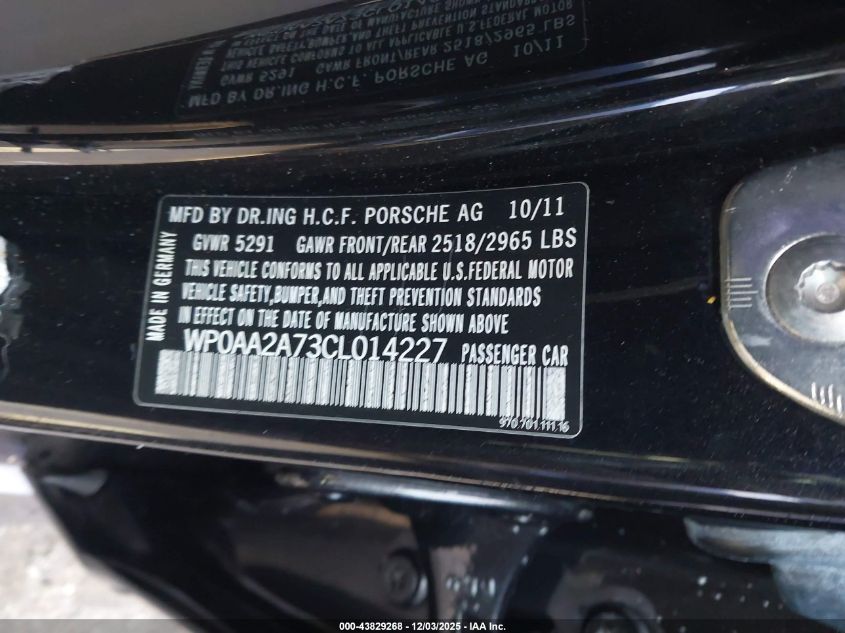 MFD BY DR.ING H.C.F. PORSCHE AG 10/11
GVWR 5291 GAWR FRONT/REAR 2518/2965 LBS
THIS VEHICLE CONFORMS TO ALL APPLICABLE U.S.FEDERAL MOTOR
VEHICLE SAFETY,BUMPER,AND THEFT PREVENTION STANDARDS
IN EFFECT ON THE DATE OF MANUFACTURE SHOWN ABOVE
WP0AA2A73CL014227 PASSENGER CAR
MADE IN GERMANY
970.701.111.16
000-43829268 - 12/03/2025 - IAA Inc.